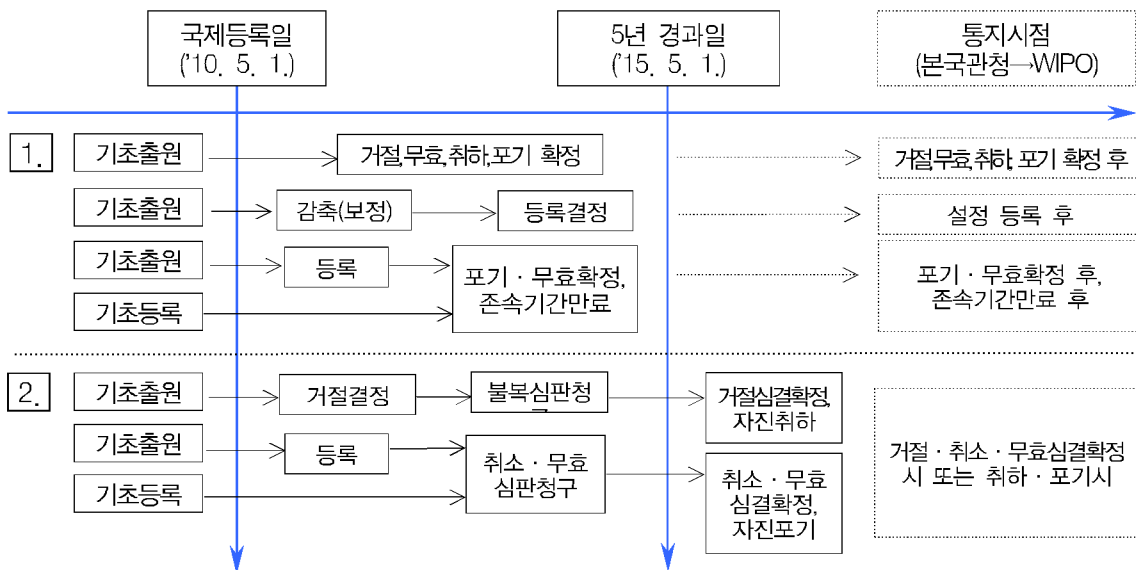 국제등록일
('10. 5. 1.)
5년 경과일
('15. 5. 1.)
통지시점
(본국관청→WIPO)
1.
기초출원
거절,무효,취하,포기 확정
거절,무효,취하, 포기 확정 후
기초출원
감축(보정)
등록결정
설정 등록 후
기초출원
등록
포기 · 무효확정,
존속기간만료
포기 · 무효확정 후,
존속기간만료 후
기초등록
2.
기초출원
거절결정
불복심판청
거절심결확정,
자진취하
거절 · 취소 · 무효심결확정
시 또는 취하 · 포기시
기초출원
등록
취소 · 무효
심판청구
취소 · 무효
심결확정,
자진포기
기초등록